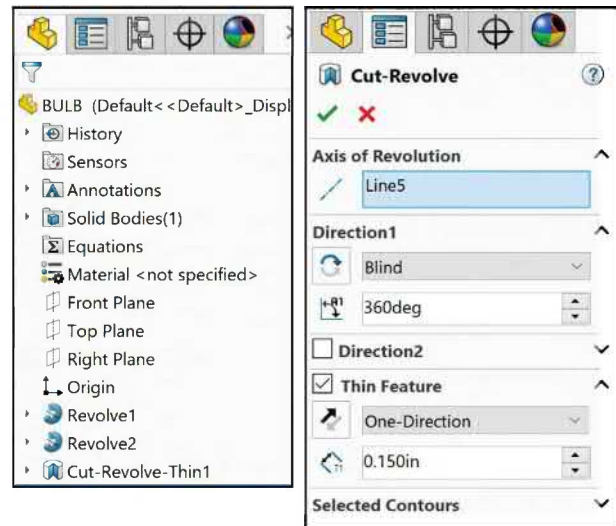 BULB (Default<<Default>_Displ
History
Sensors
Annotations
Solid Bodies(1)
Equations
Material <not specified>
Front Plane
Top Plane
Right Plane
Origin
Revolve1
Revolve2
Cut-Revolve-Thin1
Cut-Revolve
Axis of Revolution
Line5
Direction1
Blind
360deg
Direction2
Thin Feature
One-Direction
0.150in
Selected Contours